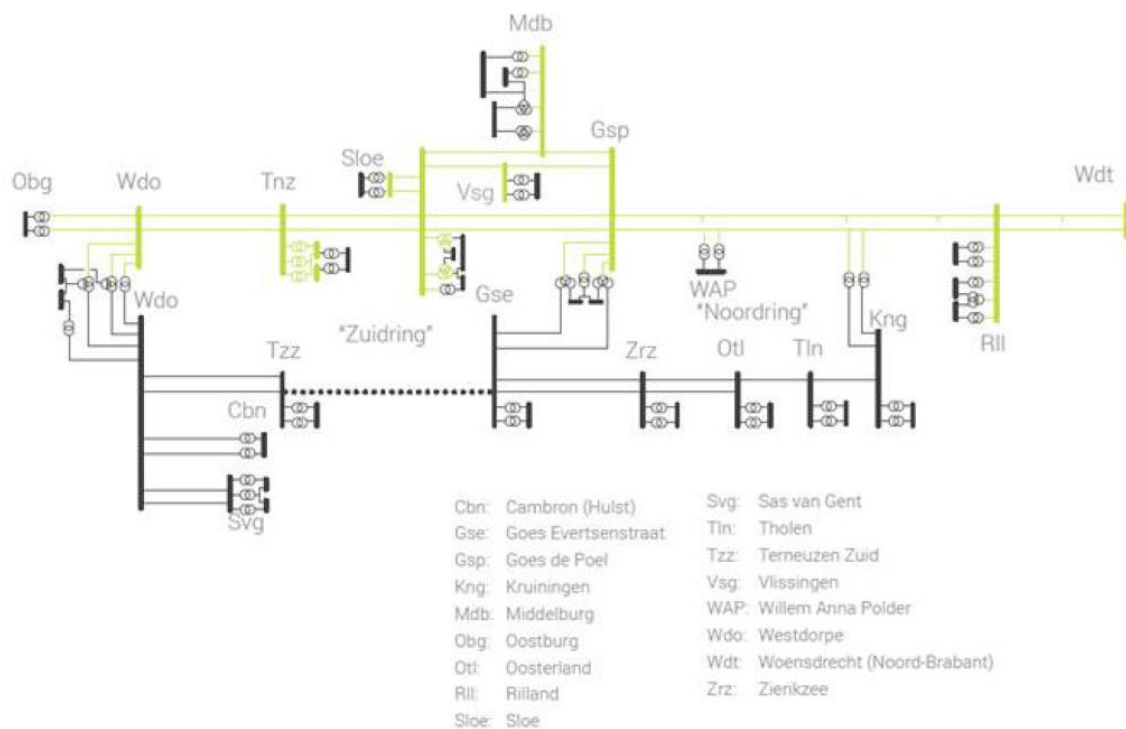 Mdb
Gsp
Sloe
Vsg
Wdt
Obg
Wdo
Tnz
Wdo
Gse
WAP
"Zuidring"
"Noordring"
Kng
Rll
Tzz
Zrz
Otl
Tln
Cbn
Svg
Cbn: Cambron (Hulst)
Gse: Goes Evertsenstraat
Gsp: Goes de Poel
Kng: Kruiningen
Mdb: Middelburg
Obg: Oostburg
Otl: Oosterland
Rll: Rilland
Sloe: Sloe
Svg: Sas van Gent
Tln: Tholen
Tzz: Terneuzen Zuid
Vsg: Vlissingen
WAP: Willem Anna Polder
Wdo: Westdorpe
Wdt: Woensdrecht (Noord-Brabant)
Zrz: Zierikzee